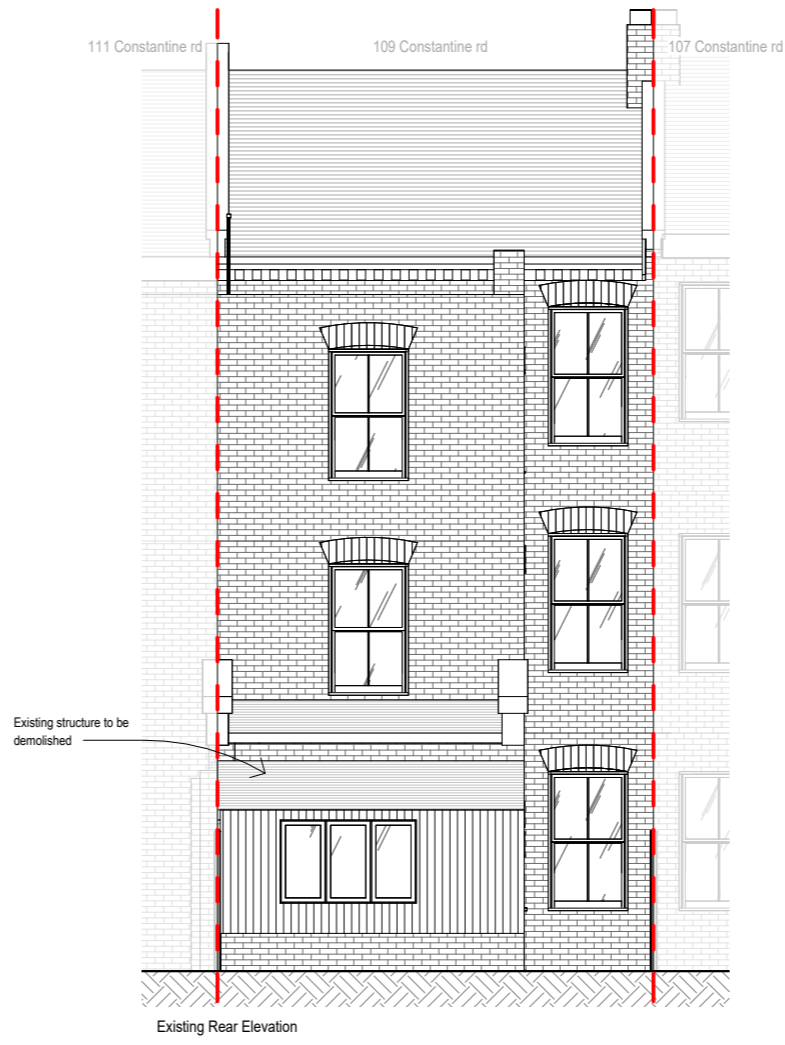 111 Constantine rd
109 Constantine rd
107 Constantine rd
Existing structure to be
demolished
Existing Rear Elevation